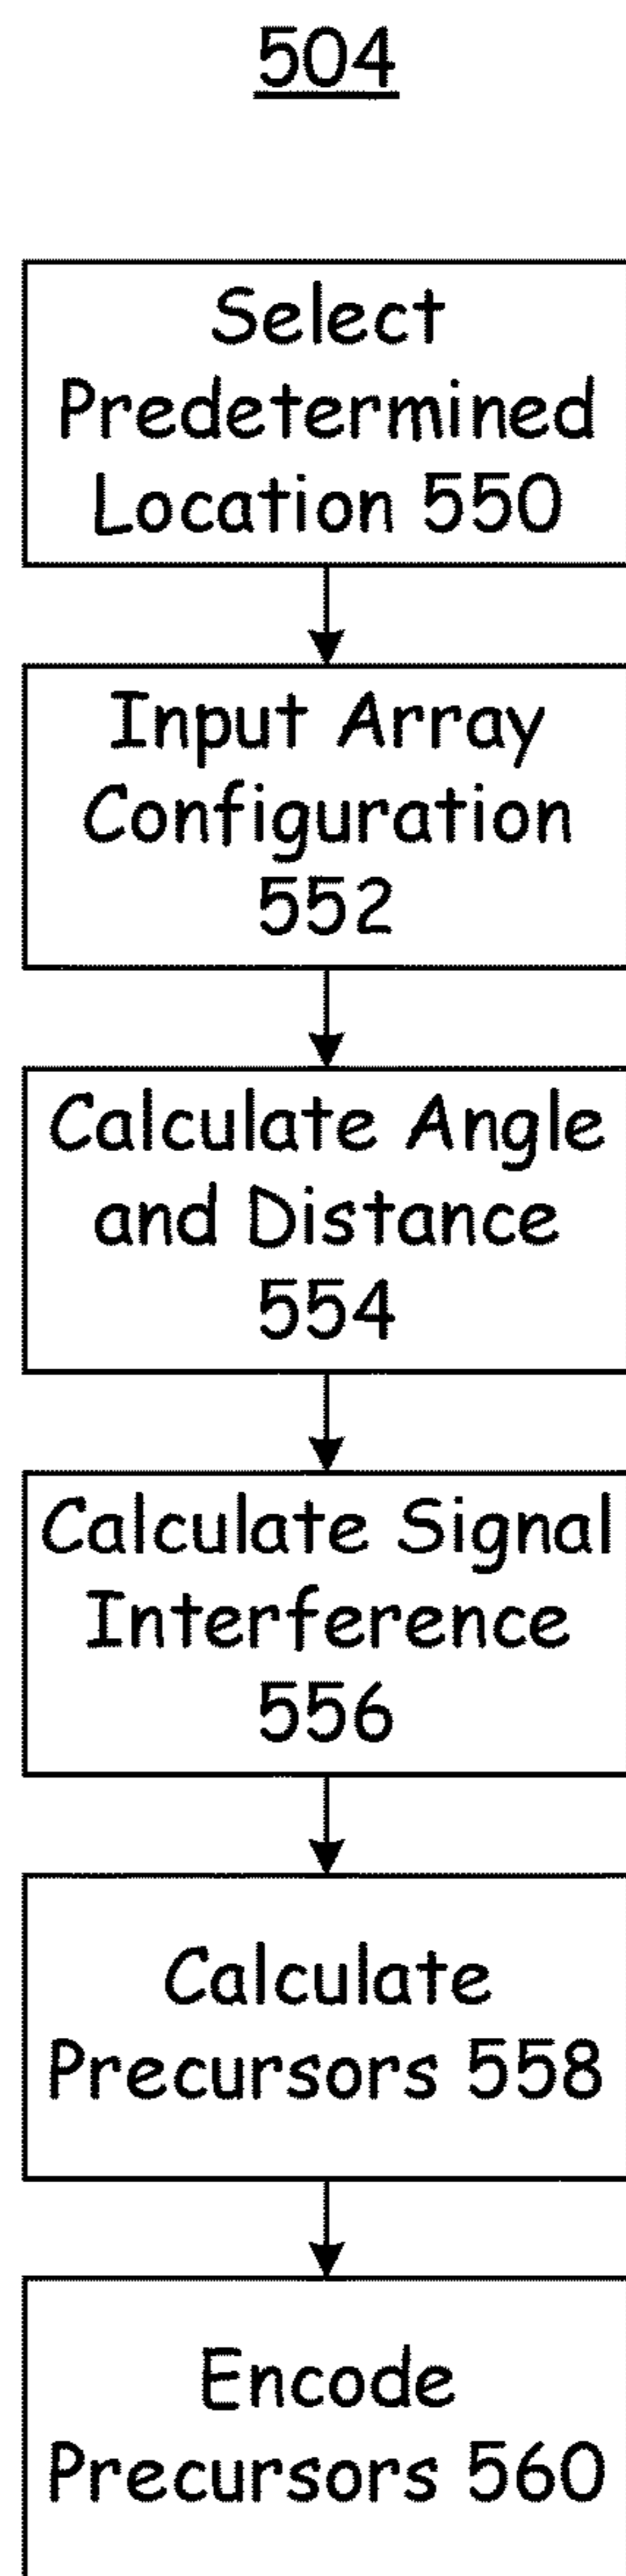 504
Select
Predetermined
Location 550
Input Array
Configuration
552
Calculate Angle
and Distance
554
Calculate Signal
Interference
556
Calculate
Precursors 558
Encode
Precursors 560